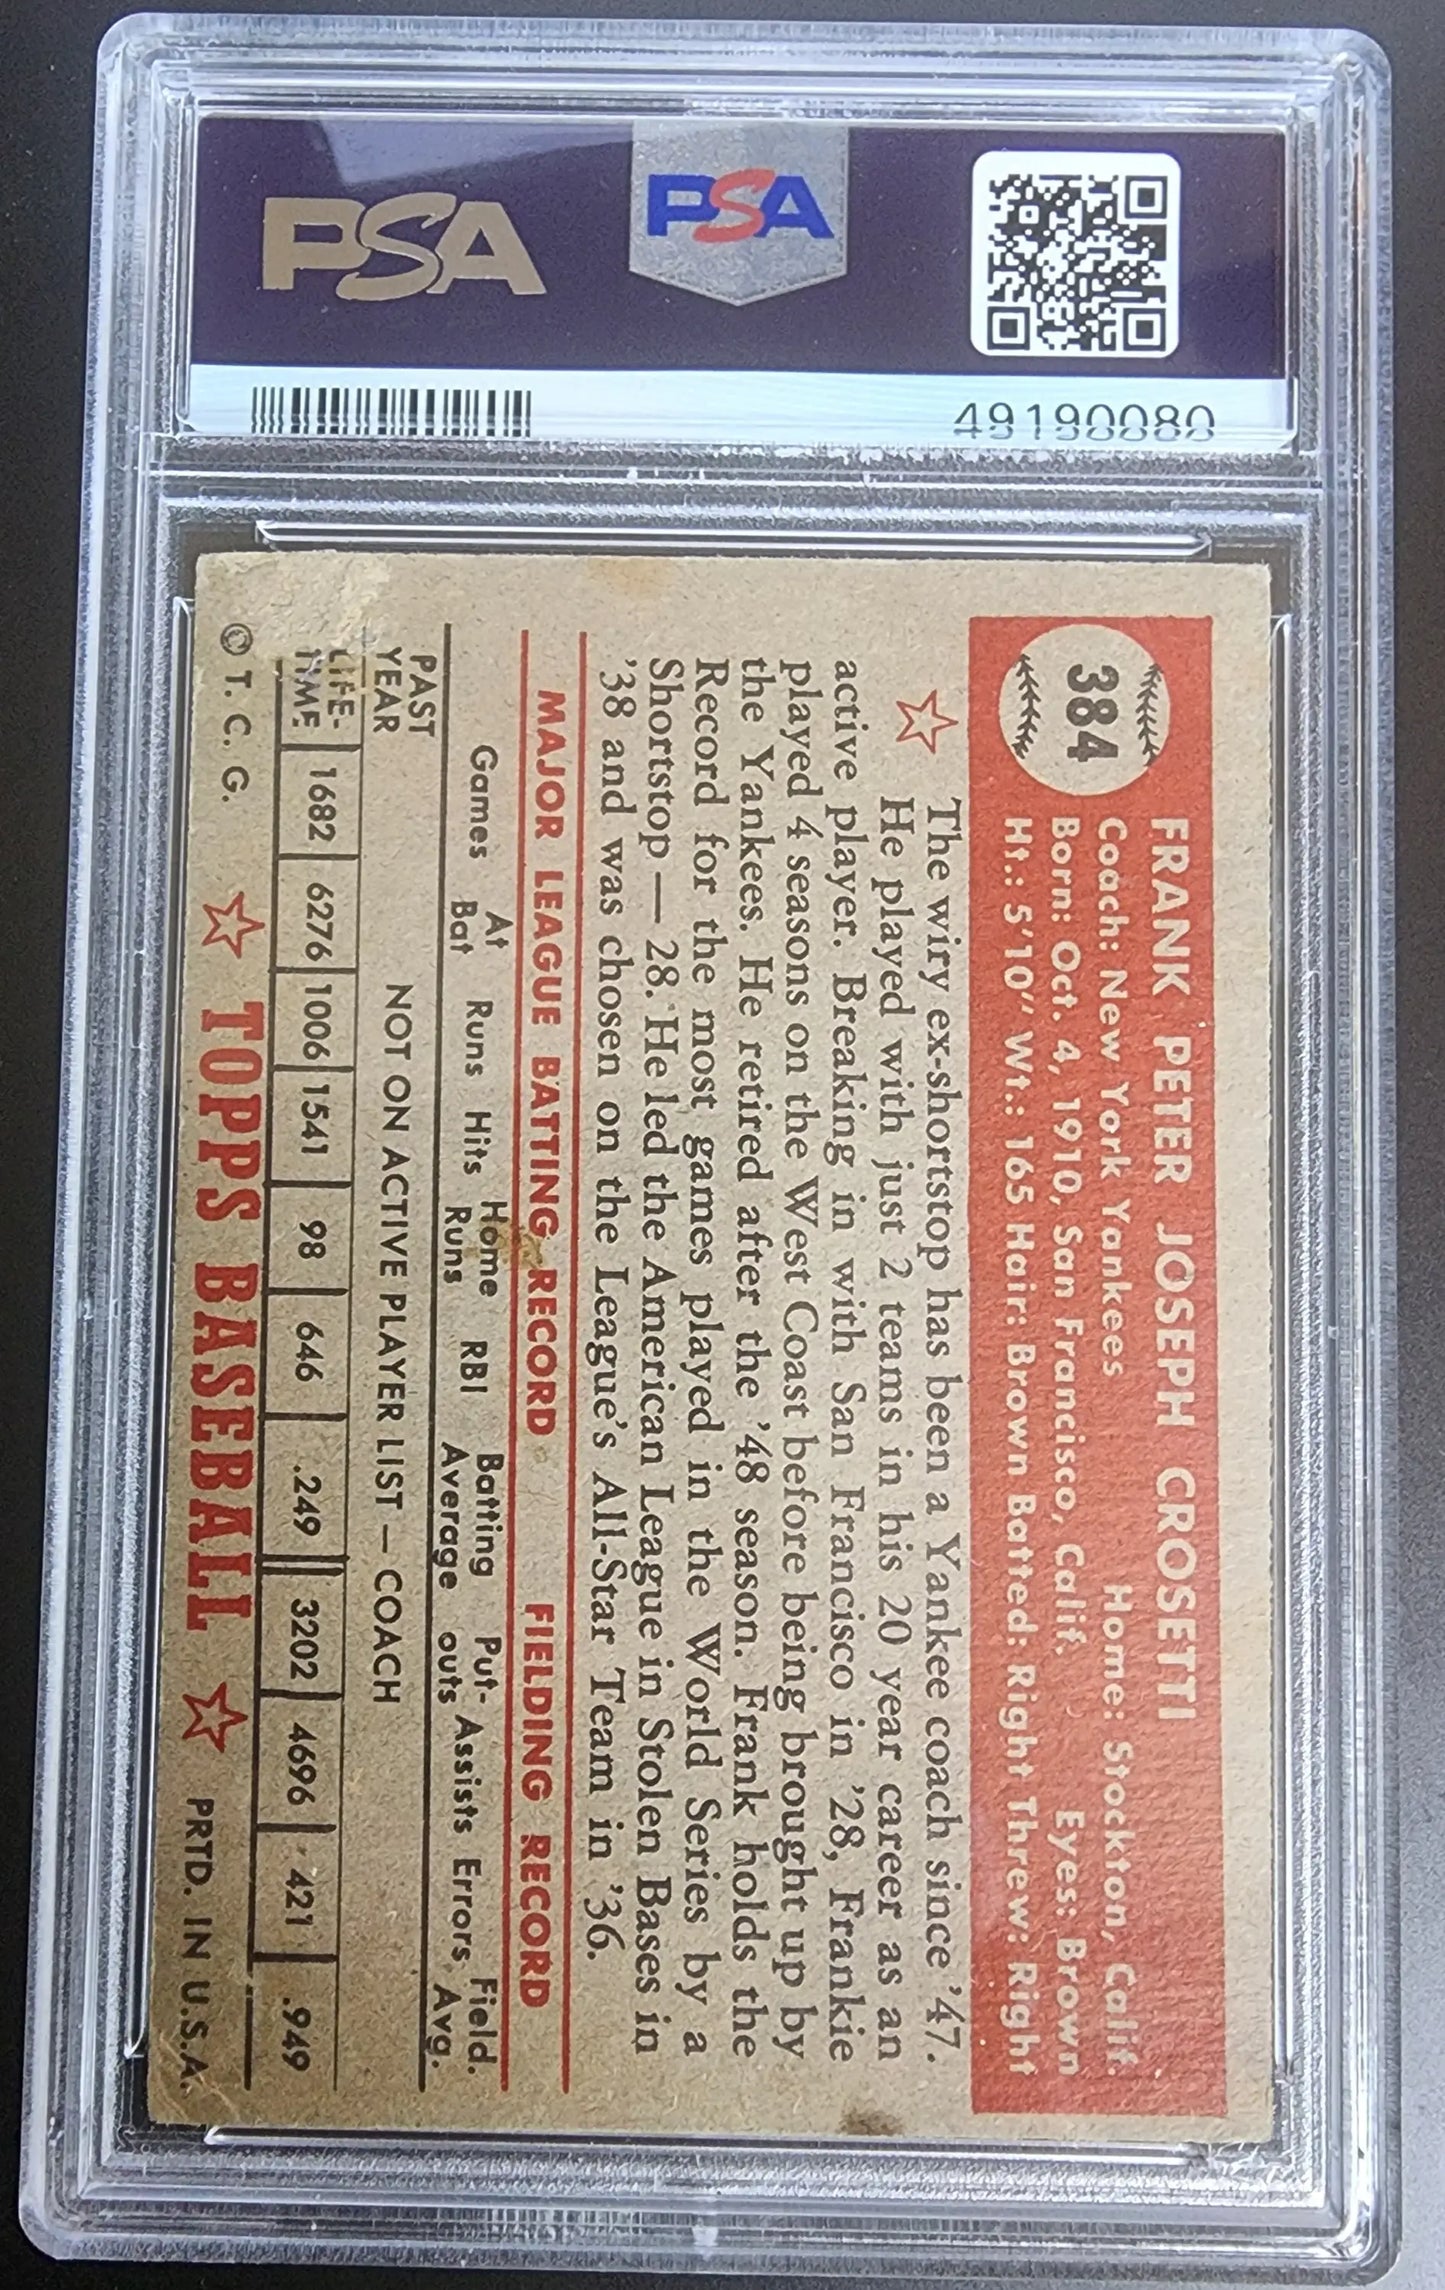 PSA
PSA
49190080
384
FRANK PETER JOSEPH CROSETTI
Coach: New York Yankees Home: Stockton, Calif.
Born: Oct. 4, 1910, San Francisco, Calif. Eyes: Brown
Ht.: 5'10" Wt.: 165 Hair: Brown Batted: Right Threw: Right
The wiry ex-shortstop has been a Yankee coach since '47.
He played with just 2 teams in his 20 year career as an
active player. Breaking in with San Francisco in '28, Frankie
played 4 seasons on the West Coast before being brought up by
the Yankees. He retired after the '48 season. Frank holds the
Record for the most games played in the World Series by a
Shortstop — 28. He led the American League in Stolen Bases in
'38 and was chosen on the League's All-Star Team in '36.
MAJOR LEAGUE BATTING RECORD FIELDING RECORD
Games At Bat Runs Hits Home Runs RBI Batting Average Put-outs Assists Errors Field. Avg.
PAST YEAR NOT ON ACTIVE PLAYER LIST — COACH
LIFE-TIME 1682 6276 1006 1541 98 646 .249 3202 4696 421 .949
© T. C. G. TOPPS BASEBALL PRTD. IN U.S.A.